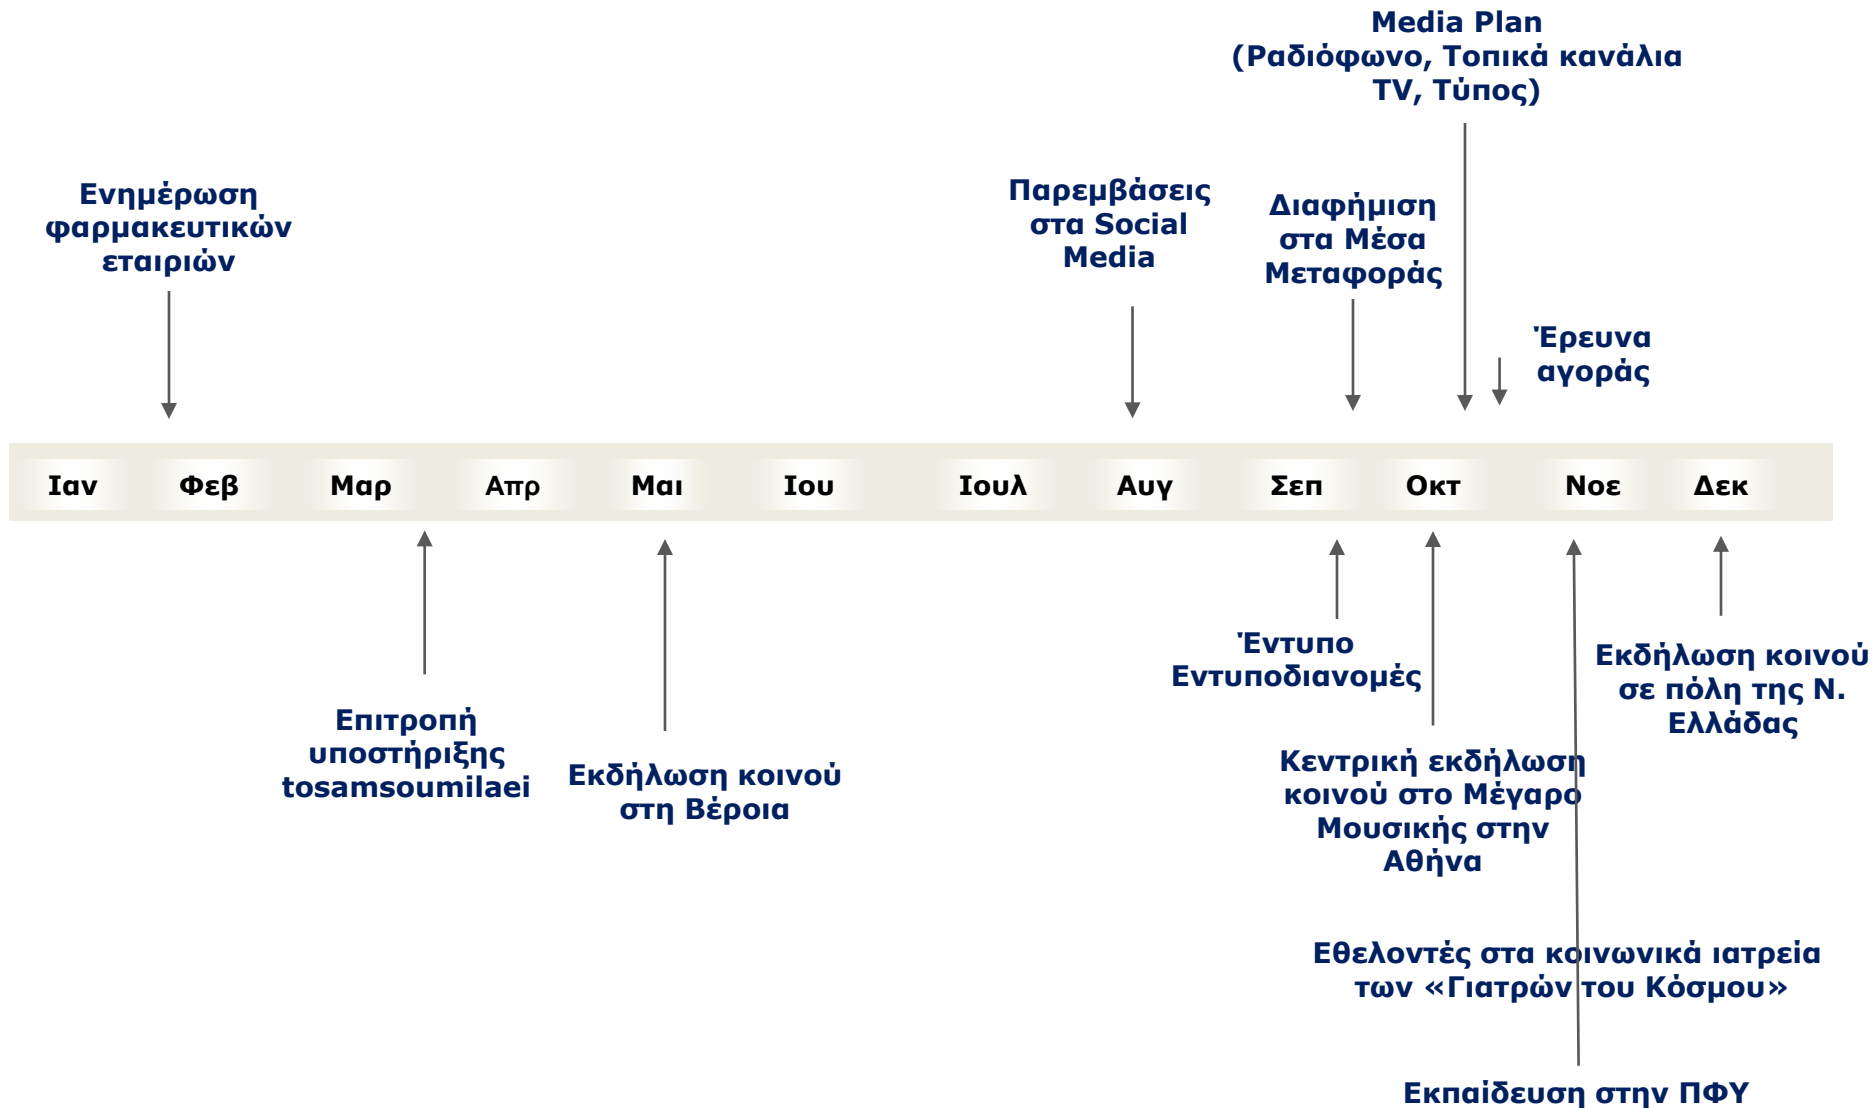 Media Plan
(Ραδιόφωνο, Τοπικά κανάλια
TV, Τύπος)
Ενημέρωση
φαρμακευτικών
εταιριών
Παρεμβάσεις
στα Social
Media
Διαφήμιση
στα Μέσα
Μεταφοράς
Έρευνα
αγοράς
Ιαν Φεβ Μαρ Απρ Μαι Ιου Ιουλ Αυγ Σεπ Οκτ Νοε Δεκ
Επιτροπή
υποστήριξης
tosamsoumilaei
Εκδήλωση κοινού
στη Βέροια
Έντυπο
Εντυποδιανομές
Κεντρική εκδήλωση
κοινού στο Μέγαρο
Μουσικής στην
Αθήνα
Εκδήλωση κοινού
σε πόλη της Ν.
Ελλάδας
Εθελοντές στα κοινωνικά ιατρεία
των «Γιατρών του Κόσμου»
Εκπαίδευση στην ΠΦΥ